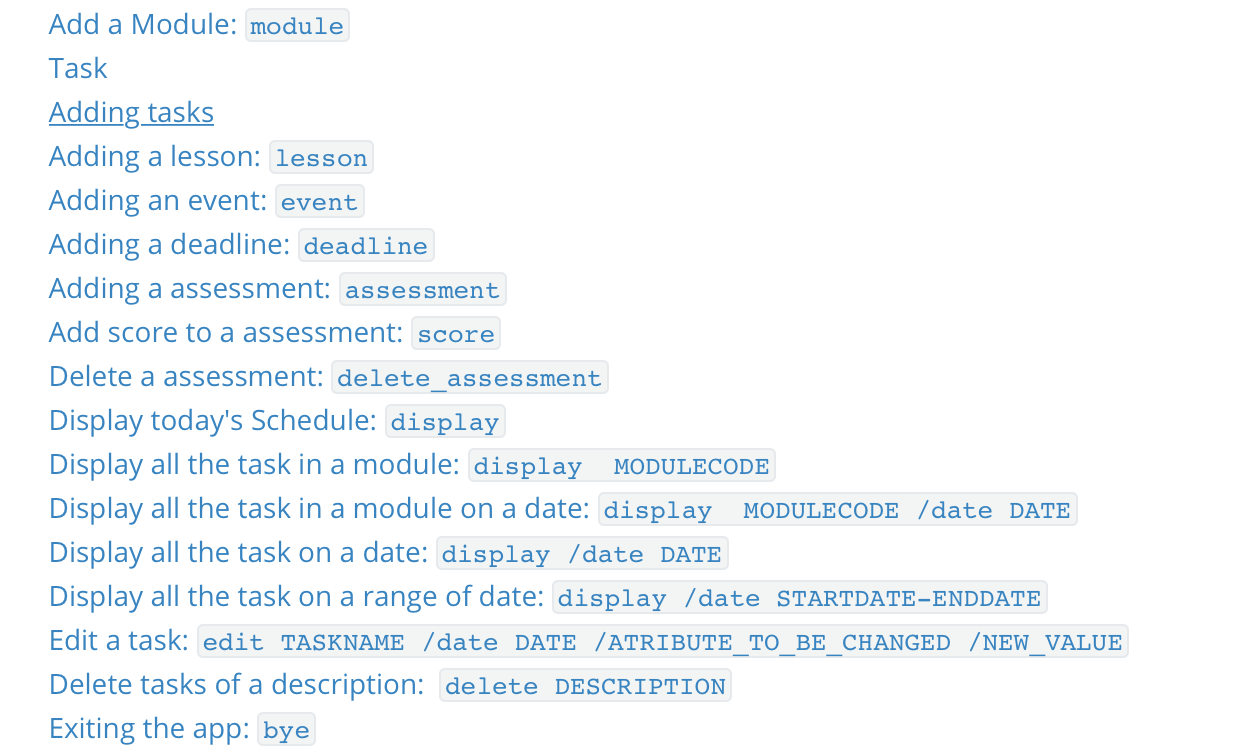 Add a Module: module
Task
Adding tasks
Adding a lesson: lesson
Adding an event: event
Adding a deadline: deadline
Adding a assessment: assessment
Add score to a assessment: score
Delete a assessment: delete_assessment
Display today's Schedule: display
Display all the task in a module: display  MODULECODE
Display all the task in a module on a date: display  MODULECODE /date DATE
Display all the task on a date: display /date DATE
Display all the task on a range of date: display /date STARTDATE-ENDDATE
Edit a task: edit TASKNAME /date DATE /ATRIBUTE_TO_BE_CHANGED /NEW_VALUE
Delete tasks of a description: delete DESCRIPTION
Exiting the app: bye